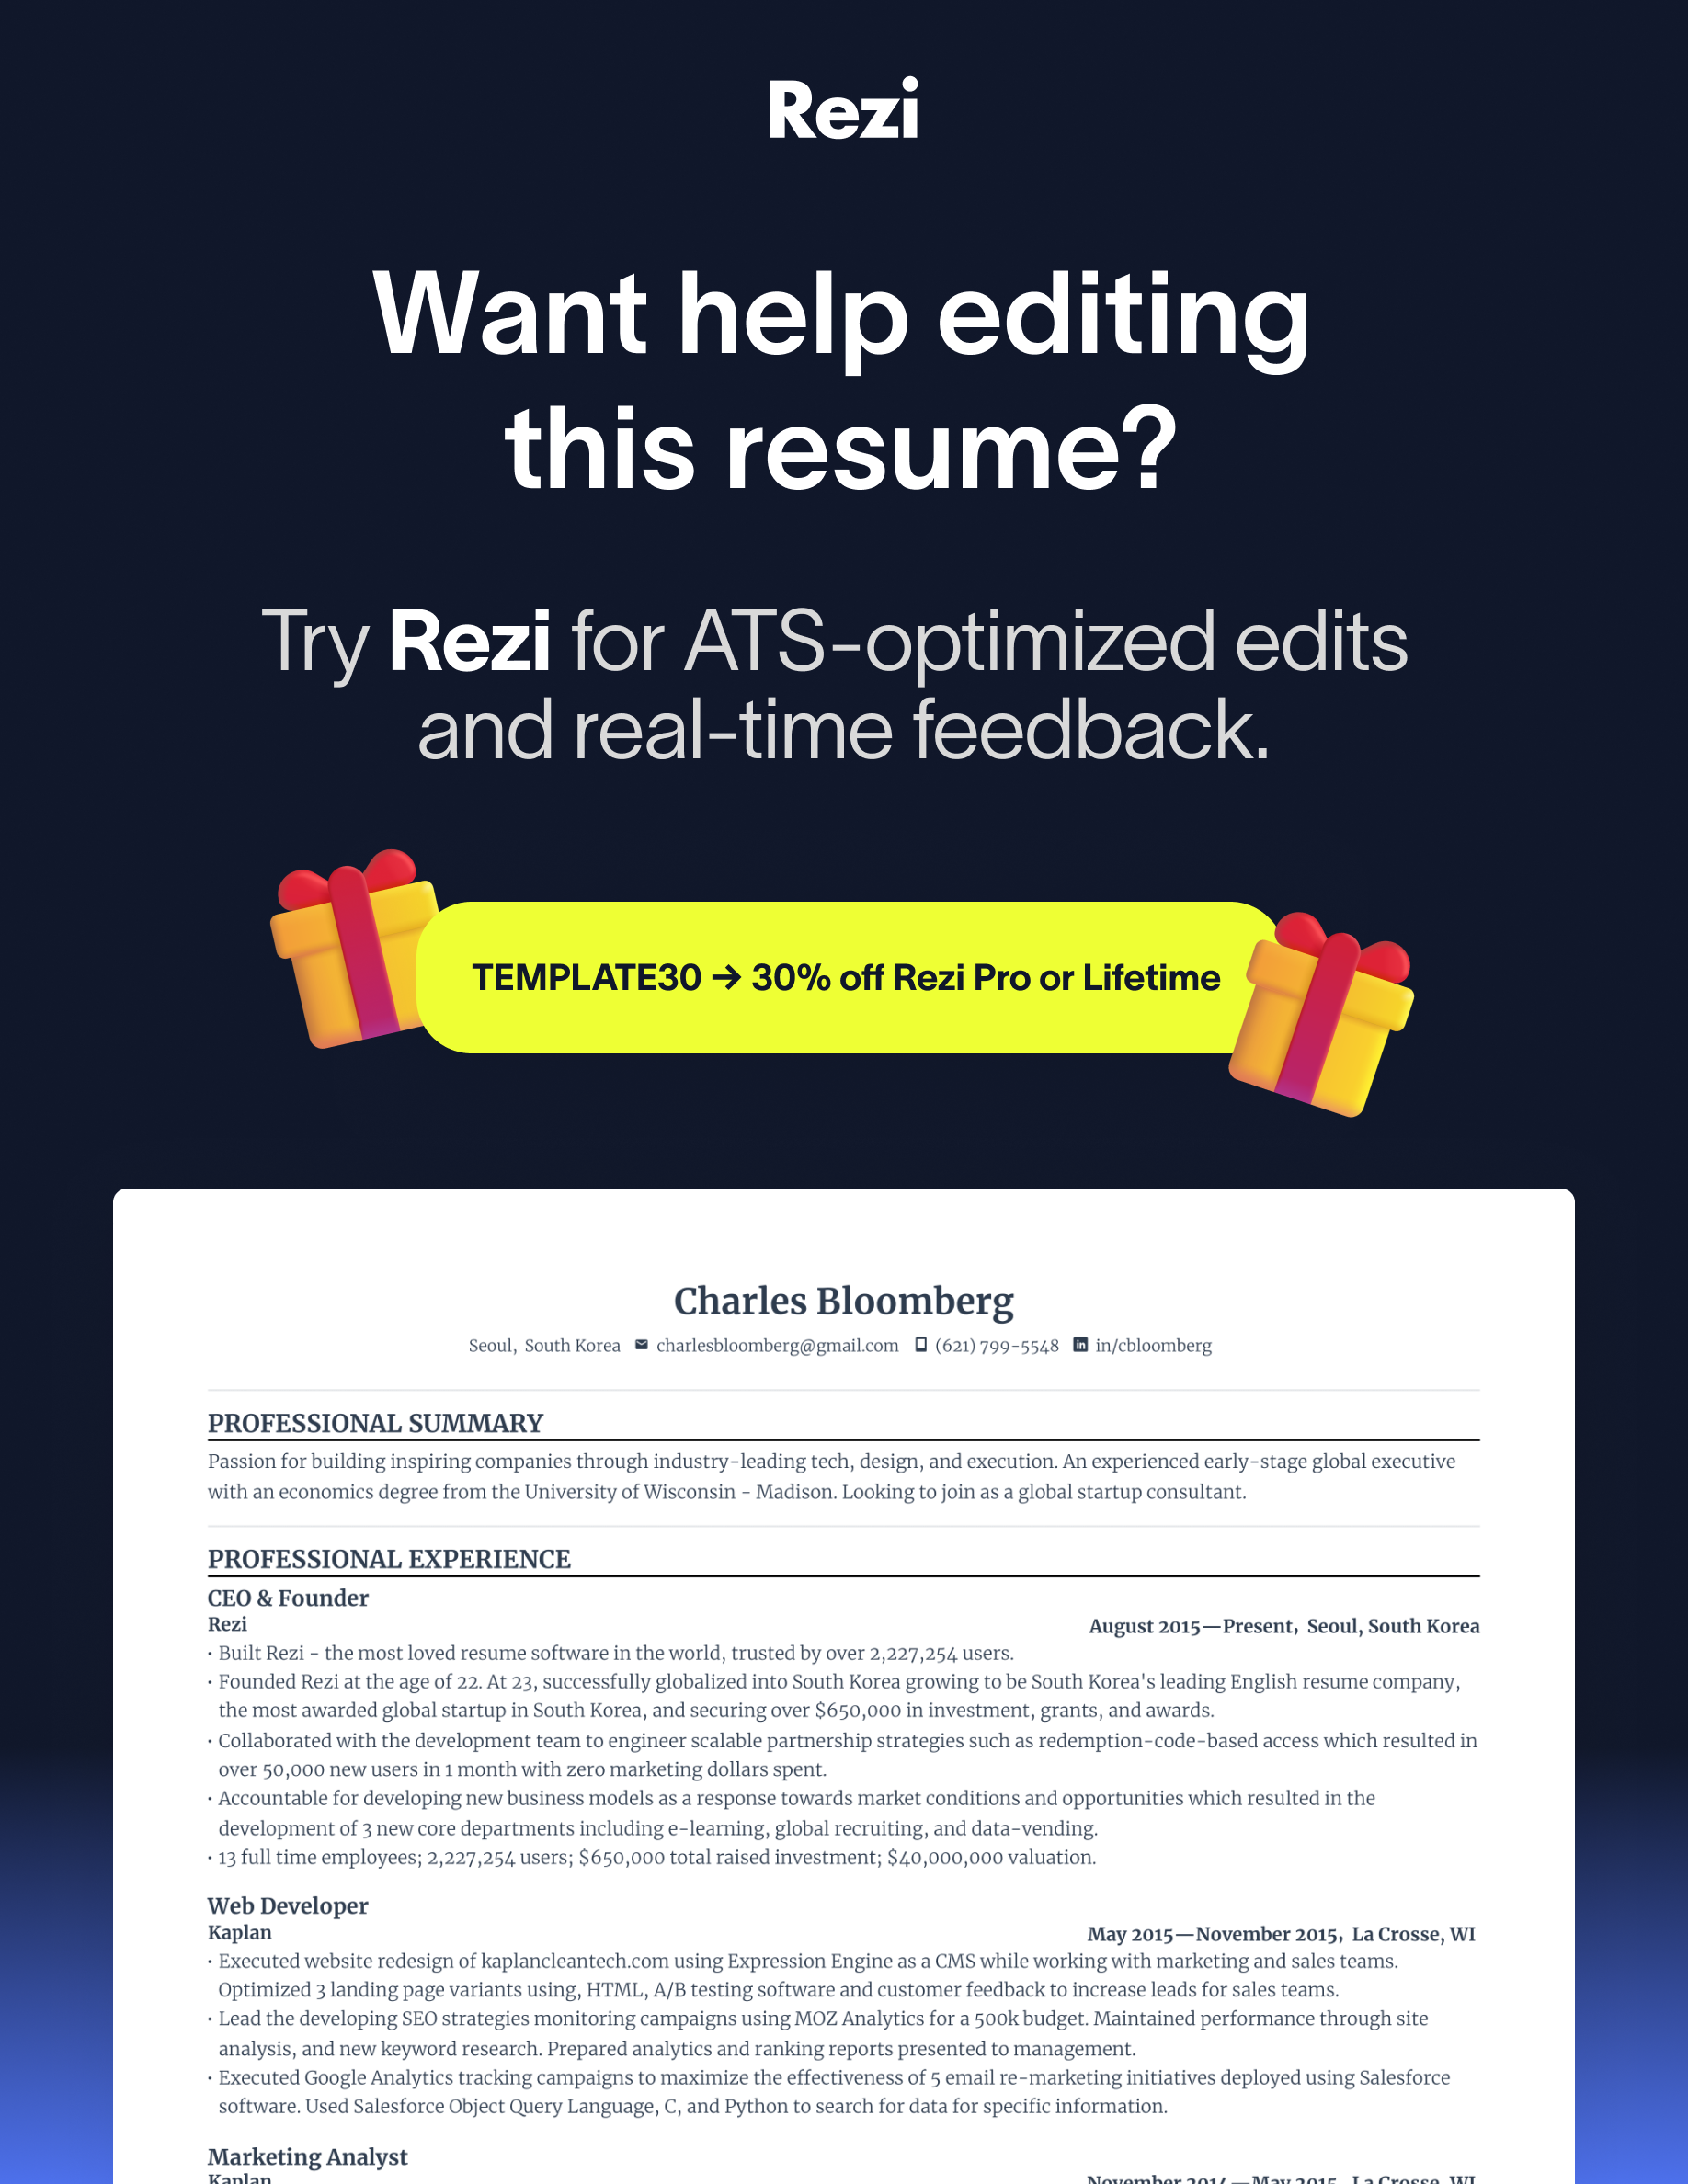 Rezi
Want help editing
this resume?
Try Rezi for ATS-optimized edits
and real-time feedback.
TEMPLATE30 → 30% off Rezi Pro or Lifetime
Charles Bloomberg
Seoul, South Korea charlesbloomberg@gmail.com (621) 799-5548 in in/cbloomberg
PROFESSIONAL SUMMARY
Passion for building inspiring companies through industry-leading tech, design, and execution. An experienced early-stage global executive
with an economics degree from the University of Wisconsin - Madison. Looking to join as a global startup consultant.
PROFESSIONAL EXPERIENCE
CEO & Founder
Rezi August 2015—Present, Seoul, South Korea
• Built Rezi - the most loved resume software in the world, trusted by over 2,227,254 users.
• Founded Rezi at the age of 22. At 23, successfully globalized into South Korea growing to be South Korea's leading English resume company,
the most awarded global startup in South Korea, and securing over $650,000 in investment, grants, and awards.
• Collaborated with the development team to engineer scalable partnership strategies such as redemption-code-based access which resulted in
over 50,000 new users in 1 month with zero marketing dollars spent.
• Accountable for developing new business models as a response towards market conditions and opportunities which resulted in the
development of 3 new core departments including e-learning, global recruiting, and data-vending.
• 13 full time employees; 2,227,254 users; $650,000 total raised investment; $40,000,000 valuation.
Web Developer
Kaplan May 2015—November 2015, La Crosse, WI
• Executed website redesign of kaplancleantech.com using Expression Engine as a CMS while working with marketing and sales teams.
Optimized 3 landing page variants using, HTML, A/B testing software and customer feedback to increase leads for sales teams.
• Lead the developing SEO strategies monitoring campaigns using MOZ Analytics for a 500k budget. Maintained performance through site
analysis, and new keyword research. Prepared analytics and ranking reports presented to management.
• Executed Google Analytics tracking campaigns to maximize the effectiveness of 5 email re-marketing initiatives deployed using Salesforce
software. Used Salesforce Object Query Language, C, and Python to search for data for specific information.
Marketing Analyst
Kaplan November 2014—May 2015, La Crosse, WI